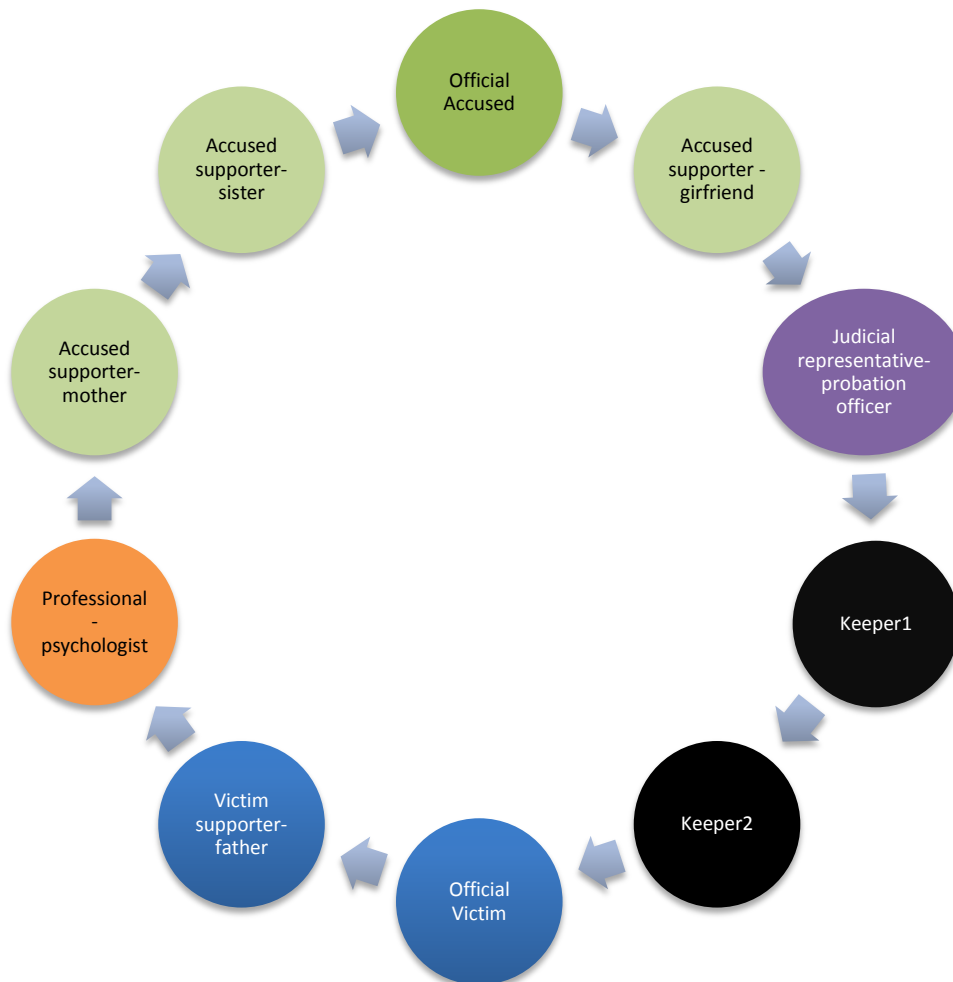 Official
Accused
Accused
supporter -
girfriend
Judicial
representative-
probation
officer
Keeper1
Keeper2
Official
Victim
Victim
supporter-
father
Professional
-
psychologist
Accused
supporter-
mother
Accused
supporter-
sister